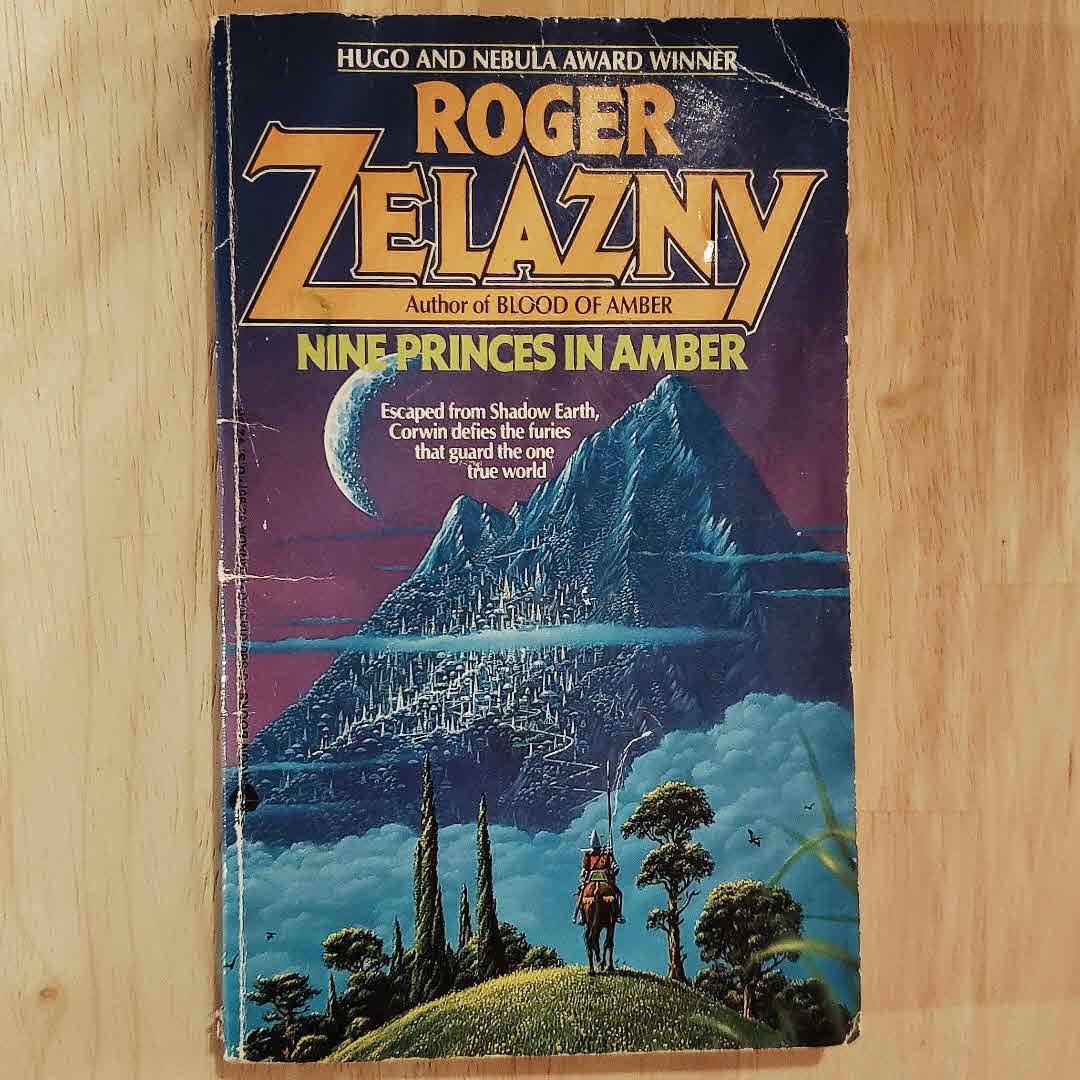 HUGO AND NEBULA AWARD WINNER
ROGER
ZELAZNY
Author of BLOOD OF AMBER
NINE PRINCES IN AMBER
Escaped from Shadow Earth,
Corwin defies the furies
that guard the one
true world